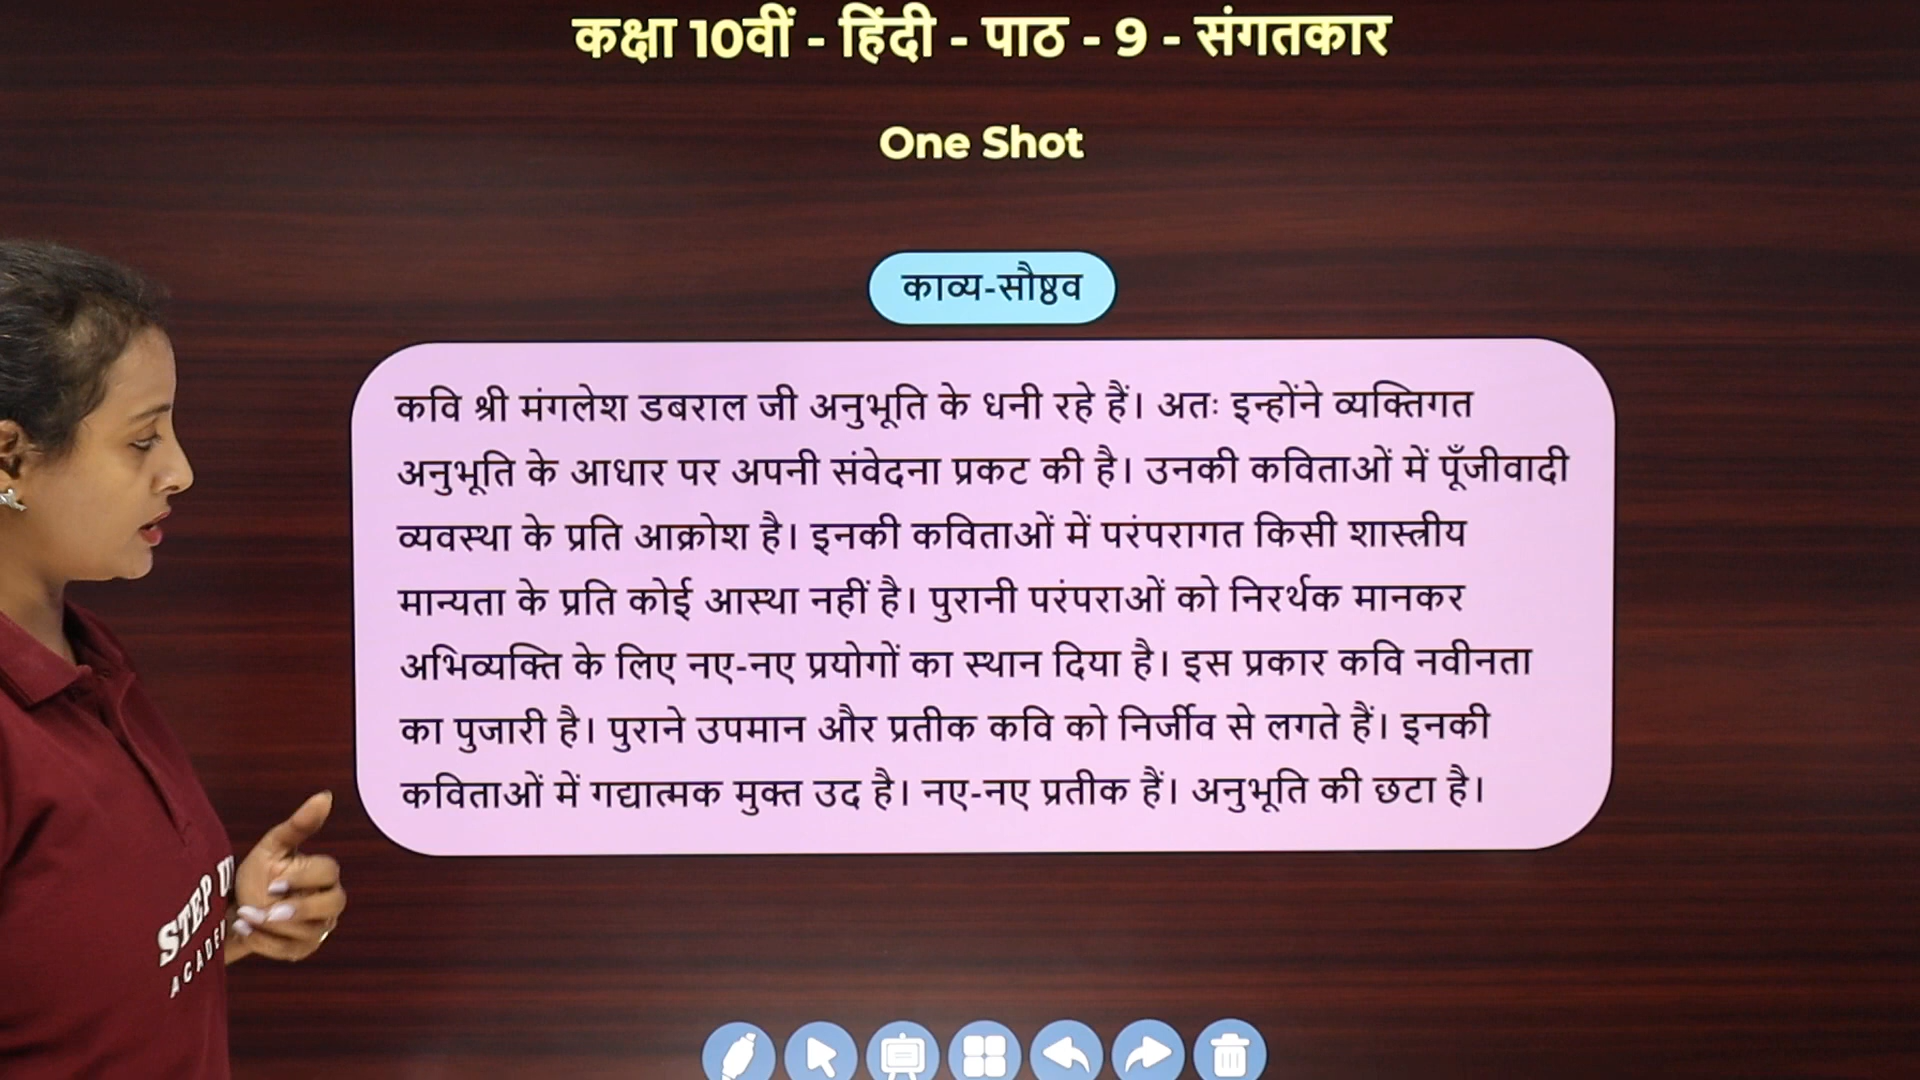 कक्षा 10वीं - हिंदी - पाठ - 9 - संगतकार
One Shot
काव्य-सौष्ठव
कवि श्री मंगलेश डबराल जी अनुभूति के धनी रहे हैं। अतः इन्होंने व्यक्तिगत
अनुभूति के आधार पर अपनी संवेदना प्रकट की है। उनकी कविताओं में पूँजीवादी
व्यवस्था के प्रति आक्रोश है। इनकी कविताओं में परंपरागत किसी शास्त्रीय
मान्यता के प्रति कोई आस्था नहीं है। पुरानी परंपराओं को निरर्थक मानकर
अभिव्यक्ति के लिए नए-नए प्रयोगों का स्थान दिया है। इस प्रकार कवि नवीनता
का पुजारी है। पुराने उपमान और प्रतीक कवि को निर्जीव से लगते हैं। इनकी
कविताओं में गद्यात्मक मुक्त उद है। नए-नए प्रतीक हैं। अनुभूति की छटा है।
STEP U
ACADE